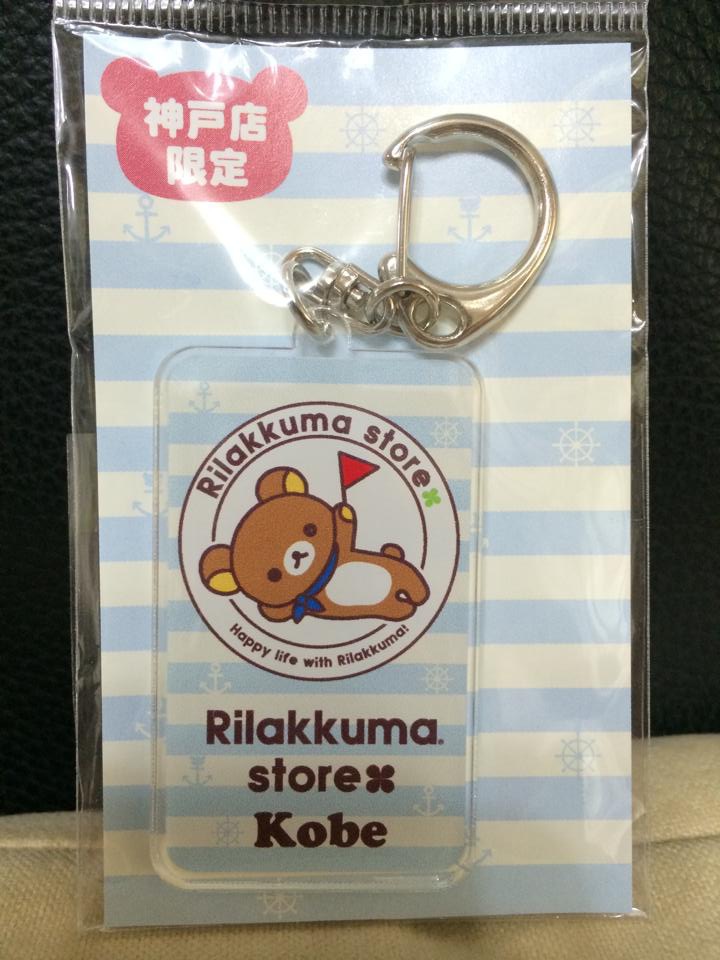 神戸店
限定
Rilakkuma store
Happy life with Rilakkuma!
Rilakkuma®
store
Kobe